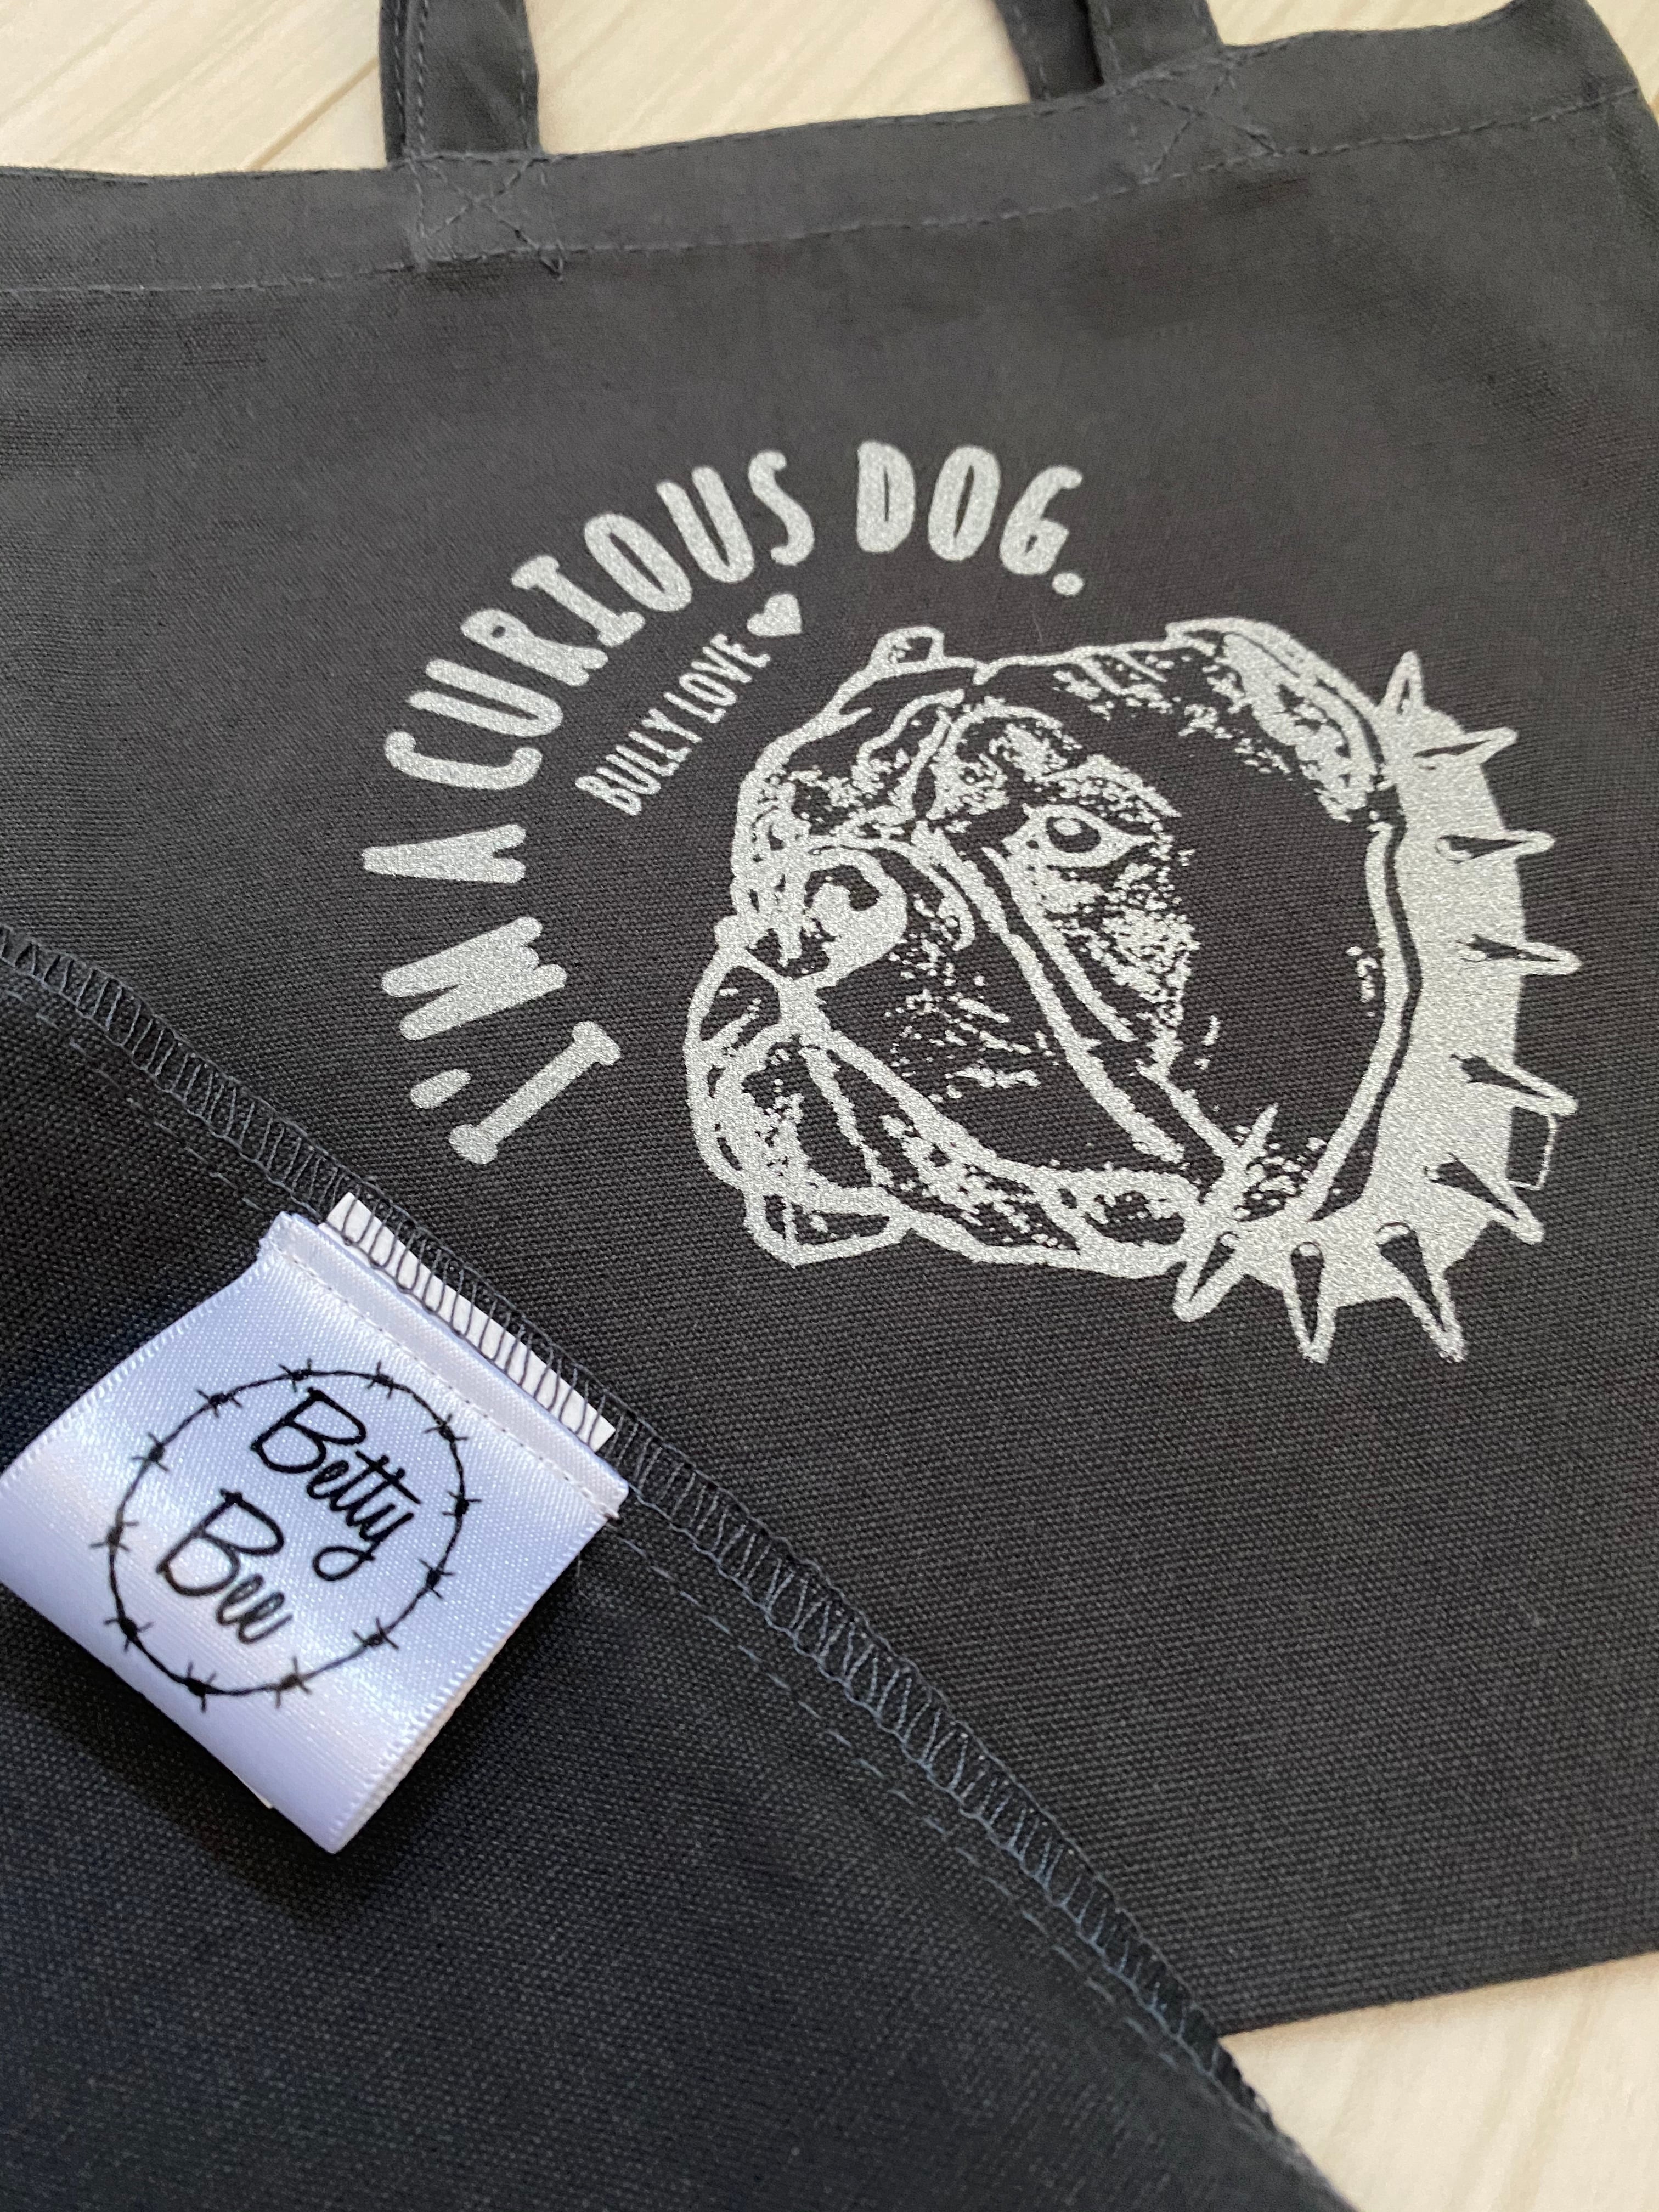 I'M A CURIOUS DOG.
BULLY LOVE
Betty
Bee